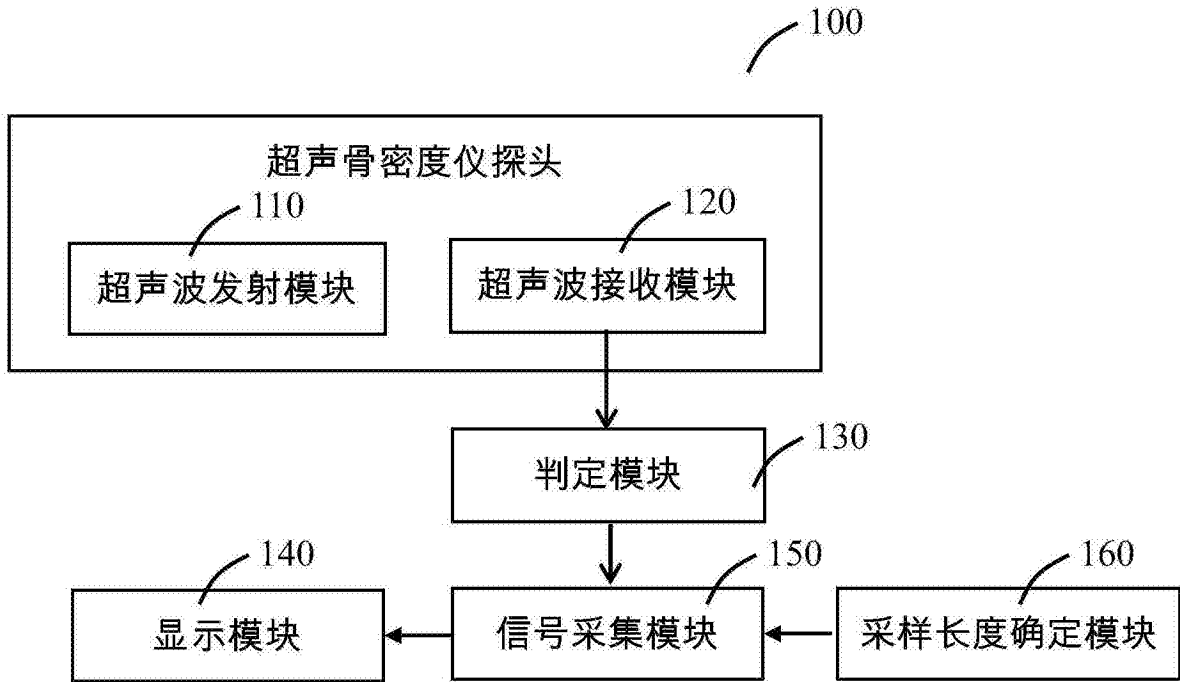 100
超声骨密度仪探头
110
120
超声波发射模块
超声波接收模块
130
判定模块
140
150
160
显示模块
信号采集模块
采样长度确定模块